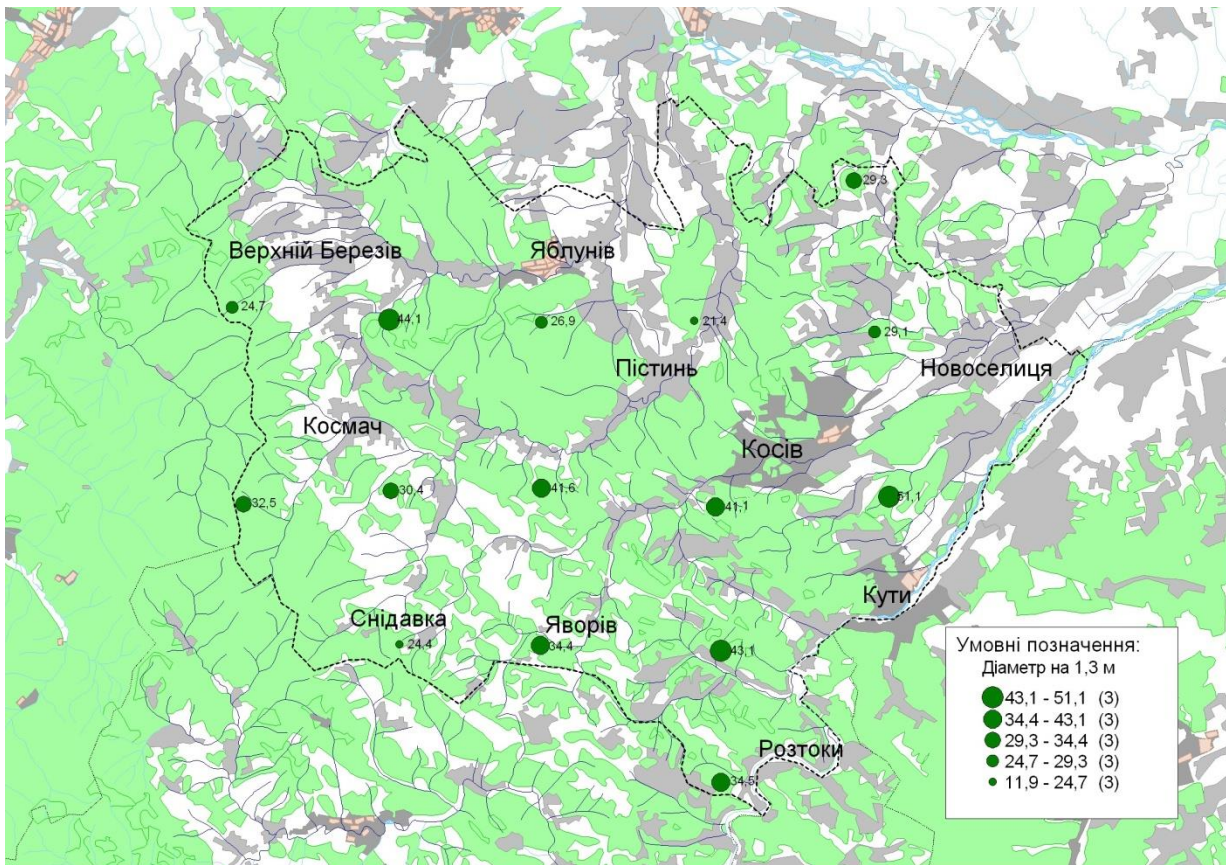 29,3
Верхній Березів
Яблунів
24,7
44,1
26,9
21,4
29,1
Пістинь
Новоселиця
Космач
Косів
32,5
30,4
41,6
41,1
51,1
Кути
Снідавка
24,4
Яворів
34,4
43,1
Розтоки
34,5
Умовні позначення:
Діаметр на 1,3 м
43,1 - 51,1 (3)
34,4 - 43,1 (3)
29,3 - 34,4 (3)
24,7 - 29,3 (3)
11,9 - 24,7 (3)